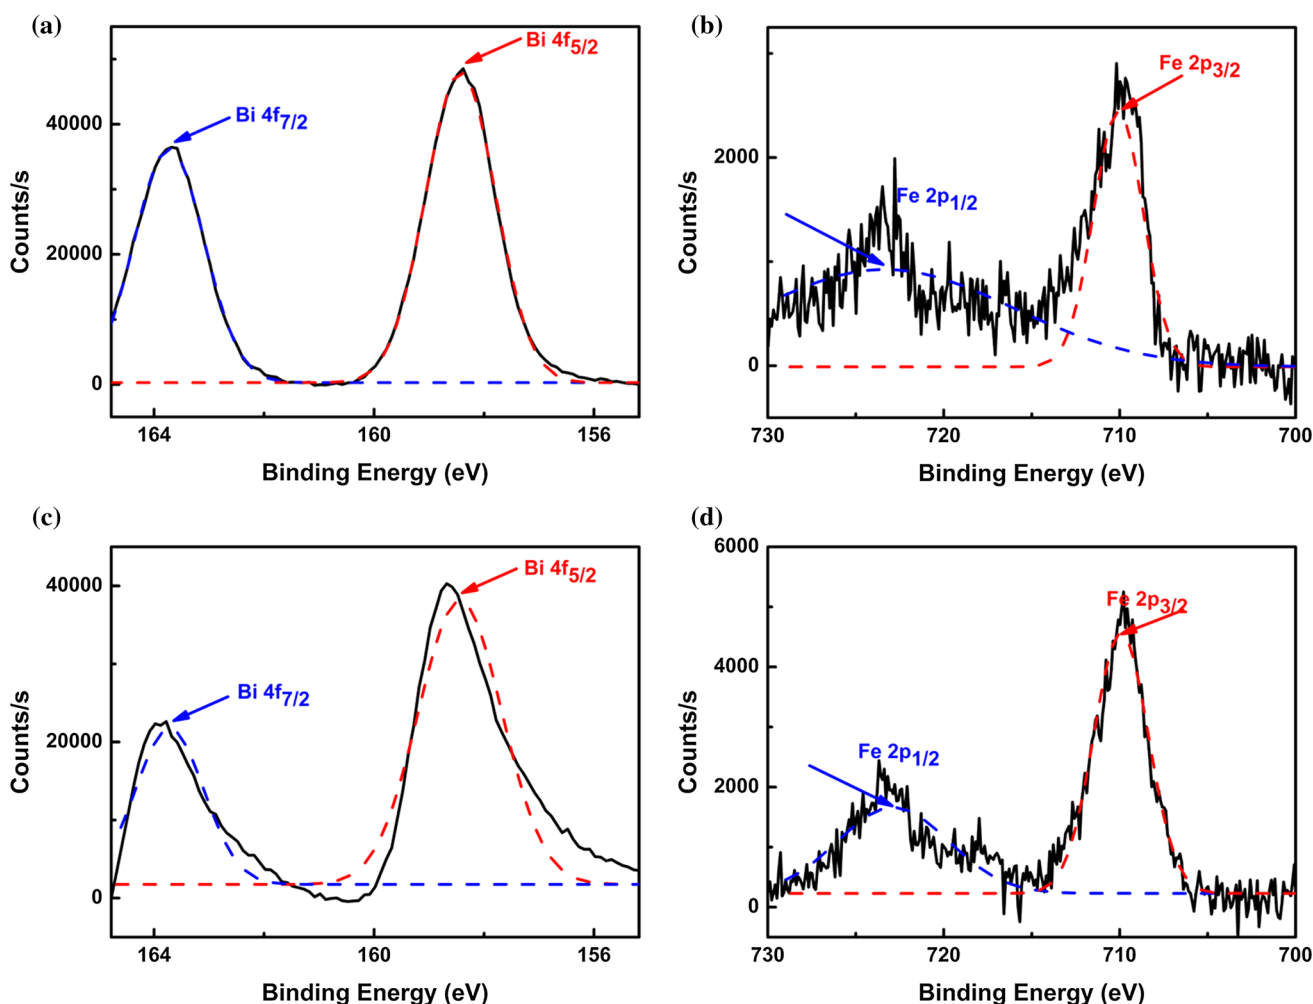 (a)
Bi 4f5/2
Bi 4f7/2
40000
20000
0
Counts/s
164
160
156
Binding Energy (eV)
(b)
Fe 2p3/2
Fe 2p1/2
2000
0
Counts/s
730
720
710
700
Binding Energy (eV)
(c)
Bi 4f5/2
Bi 4f7/2
40000
20000
0
Counts/s
164
160
156
Binding Energy (eV)
(d)
6000
4000
2000
0
Fe 2p3/2
Fe 2p1/2
Counts/s
730
720
710
700
Binding Energy (eV)